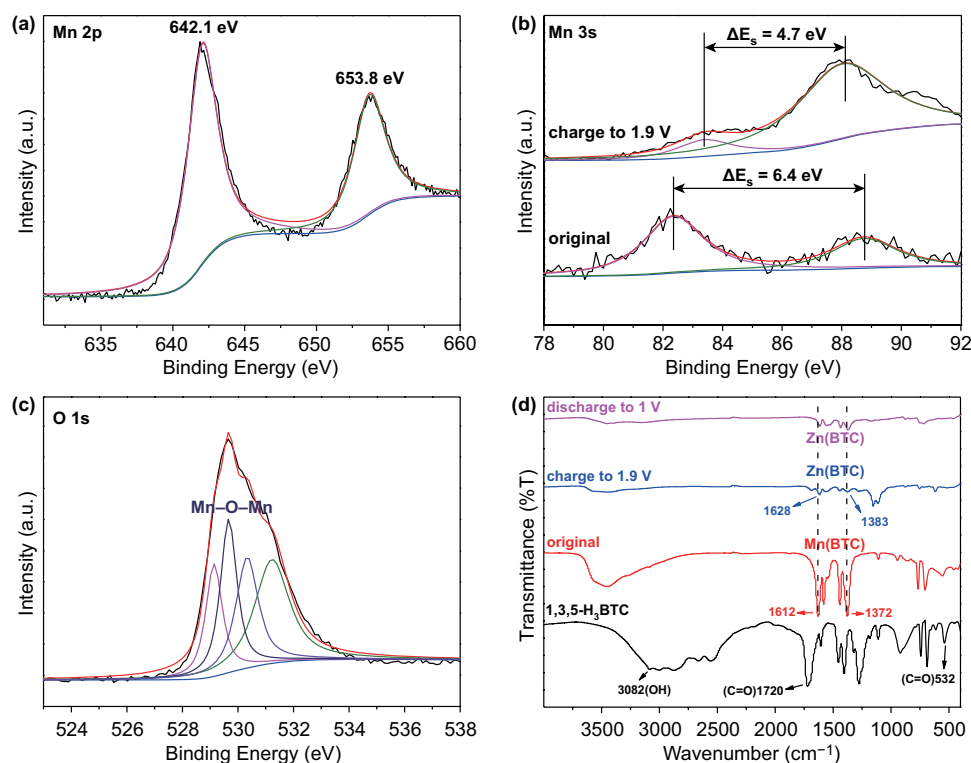 (a)
Mn 2p
642.1 eV
653.8 eV
Intensity (a.u.)
635 640 645 650 655 660
Binding Energy (eV)
(b)
Mn 3s
ΔEs = 4.7 eV
charge to 1.9 V
ΔEs = 6.4 eV
original
Intensity (a.u.)
78 80 82 84 86 88 90 92
Binding Energy (eV)
(c)
O 1s
Mn–O–Mn
Intensity (a.u.)
524 526 528 530 532 534 536 538
Binding Energy (eV)
(d)
discharge to 1 V
Zn(BTC)
charge to 1.9 V
Zn(BTC)
1628
1383
original
Mn(BTC)
1612
1372
1,3,5-H3BTC
3082(OH)
(C=O)1720
(C=O)532
Transmittance (%T)
3500 3000 2500 2000 1500 1000 500
Wavenumber (cm⁻¹)